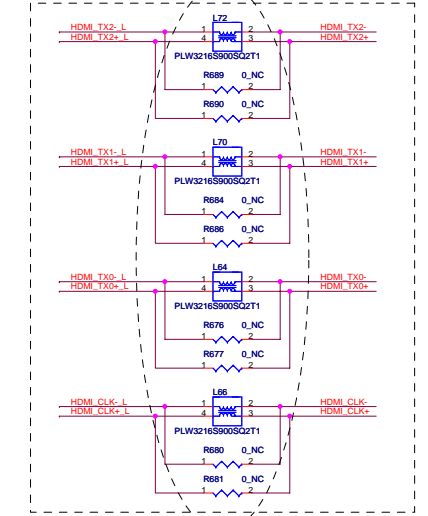 L72
HDMI_TX2-_L 1 2 HDMI_TX2-
HDMI_TX2+_L 4 3 HDMI_TX2+
PLW3216S900SQ2T1
R689 0_NC
1 2
R690 0_NC
1 2
L70
HDMI_TX1-_L 1 2 HDMI_TX1-
HDMI_TX1+_L 4 3 HDMI_TX1+
PLW3216S900SQ2T1
R684 0_NC
1 2
R686 0_NC
1 2
L64
HDMI_TX0-_L 1 2 HDMI_TX0-
HDMI_TX0+_L 4 3 HDMI_TX0+
PLW3216S900SQ2T1
R676 0_NC
1 2
R677 0_NC
1 2
L66
HDMI_CLK-_L 1 2 HDMI_CLK-
HDMI_CLK+_L 4 3 HDMI_CLK+
PLW3216S900SQ2T1
R680 0_NC
1 2
R681 0_NC
1 2